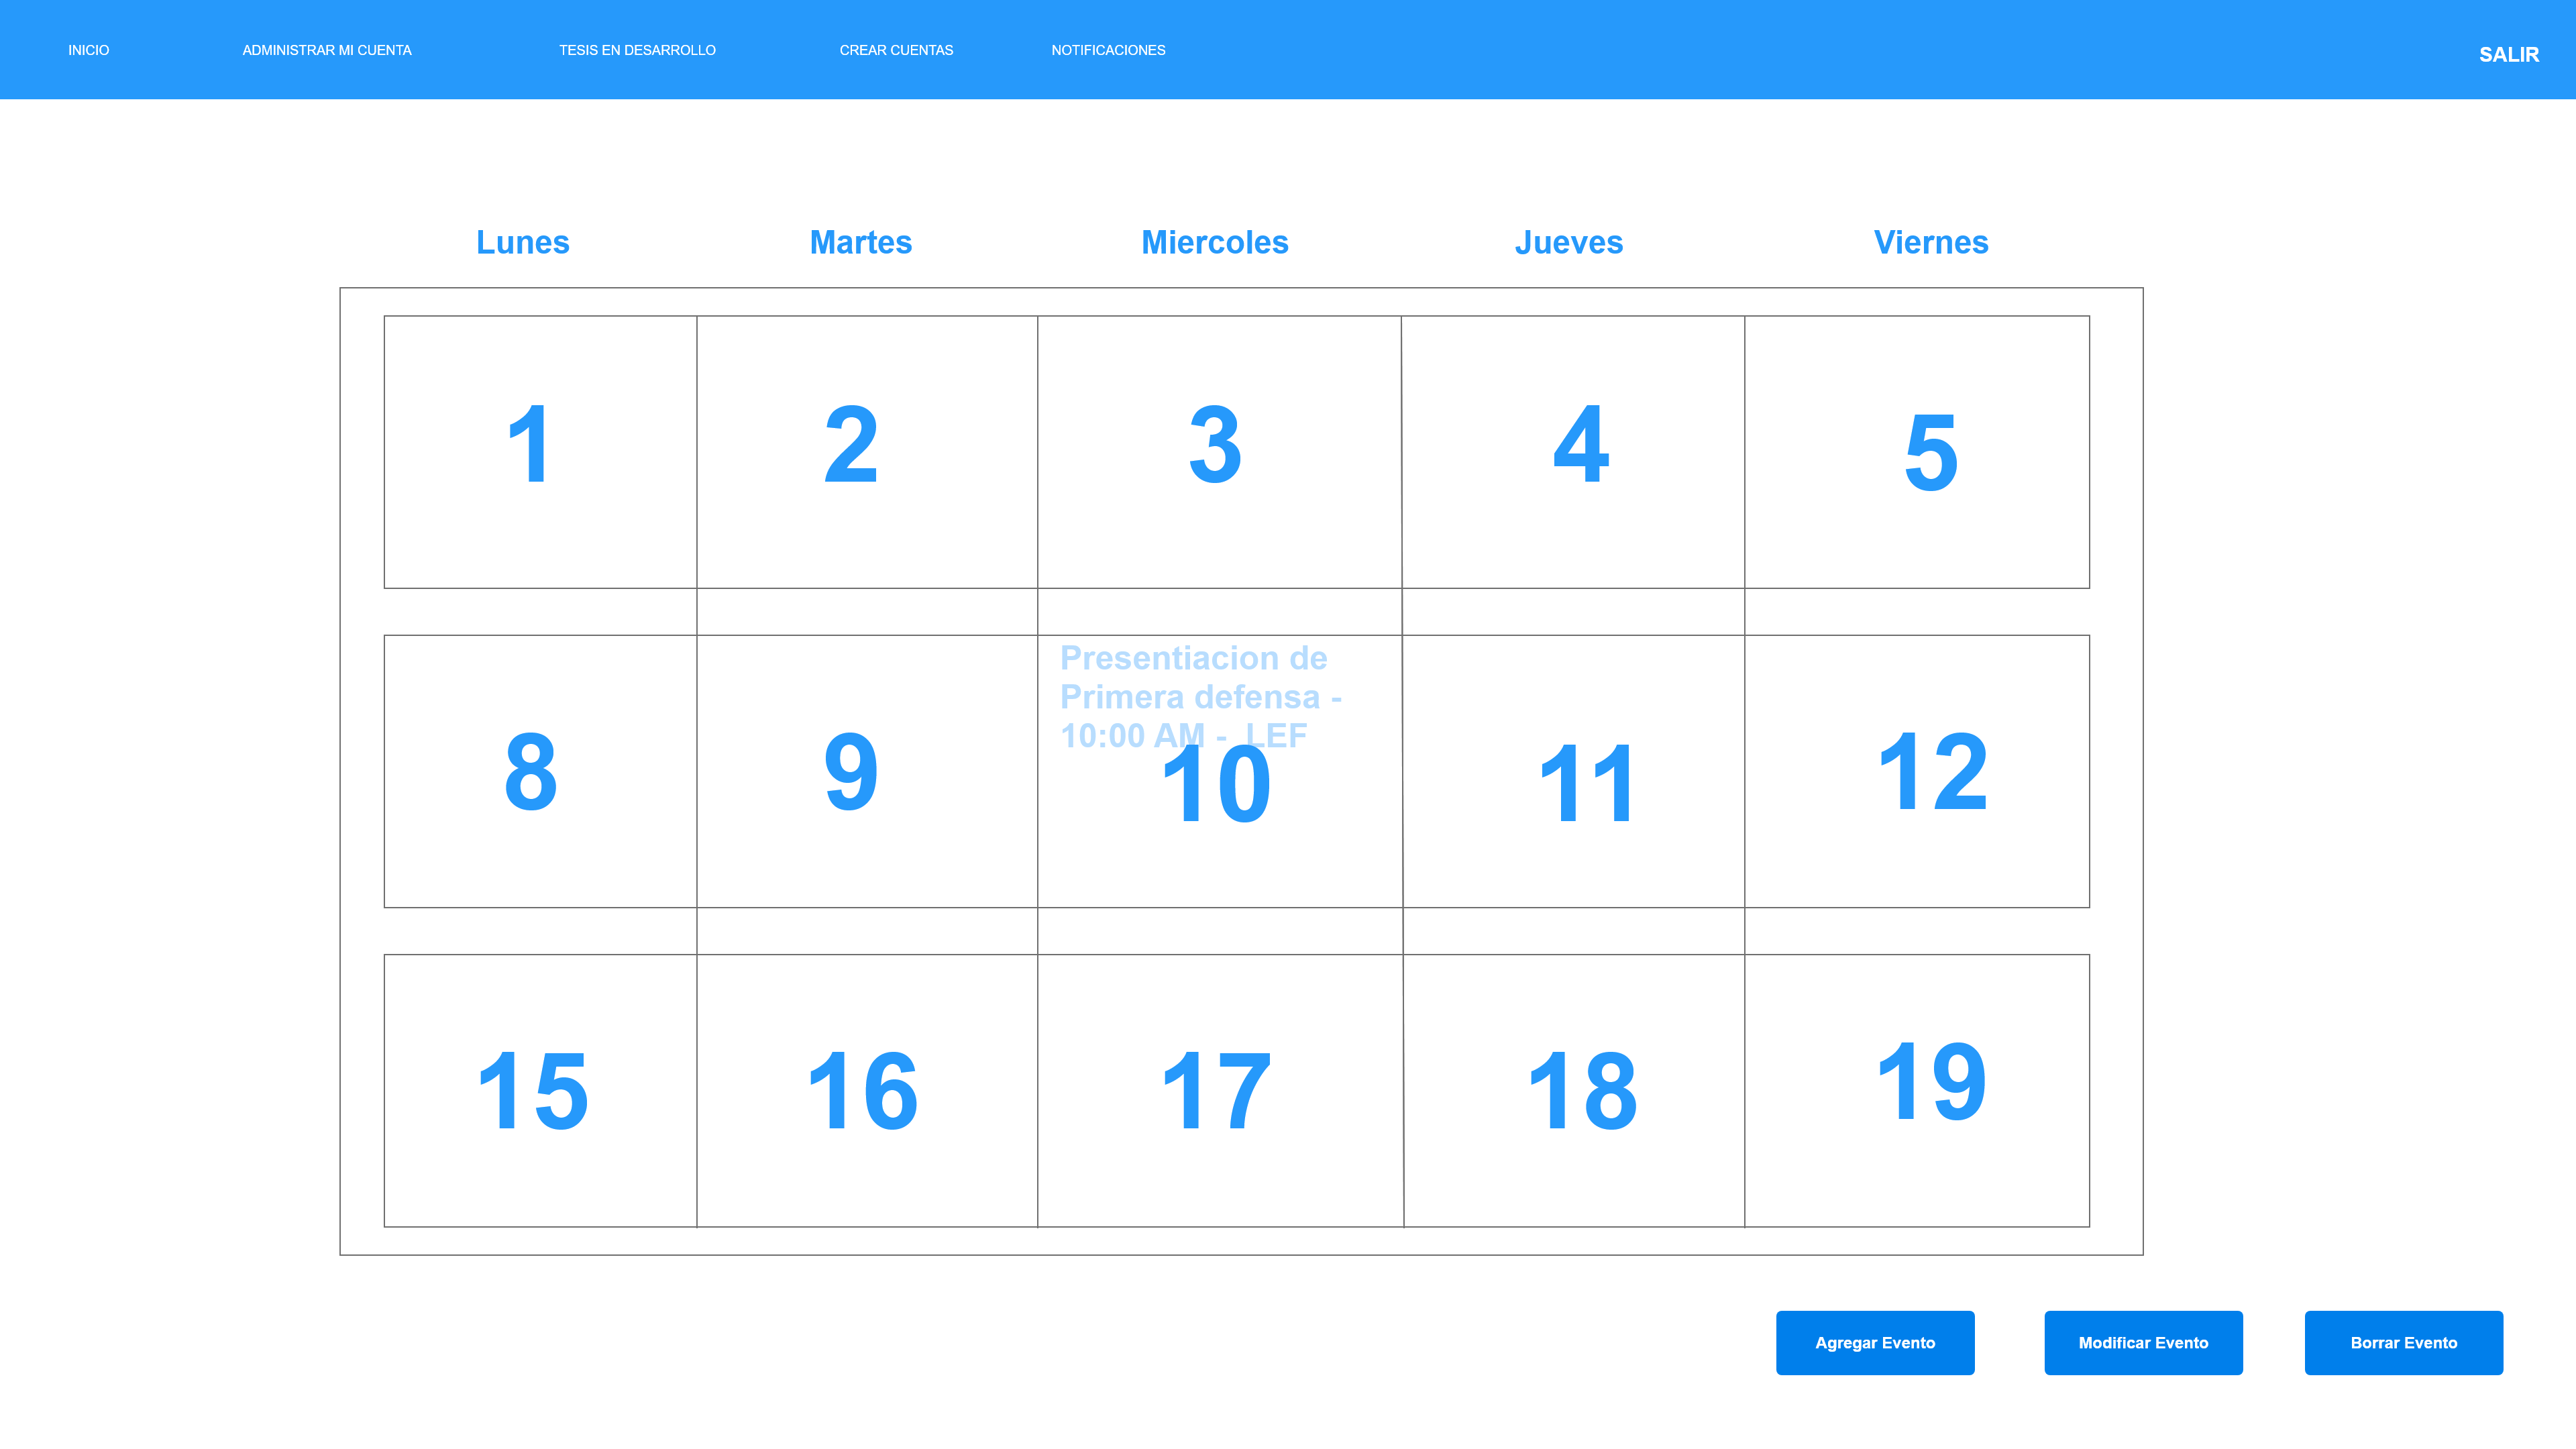 INICIO
ADMINISTRAR MI CUENTA
TESIS EN DESARROLLO
CREAR CUENTAS
NOTIFICACIONES
SALIR
Lunes
Martes
Miercoles
Jueves
Viernes
1
2
3
4
5
Presentiacion de
Primera defensa -
10:00 AM -  LEF
8
9
10
11
12
15
16
17
18
19
Agregar Evento
Modificar Evento
Borrar Evento